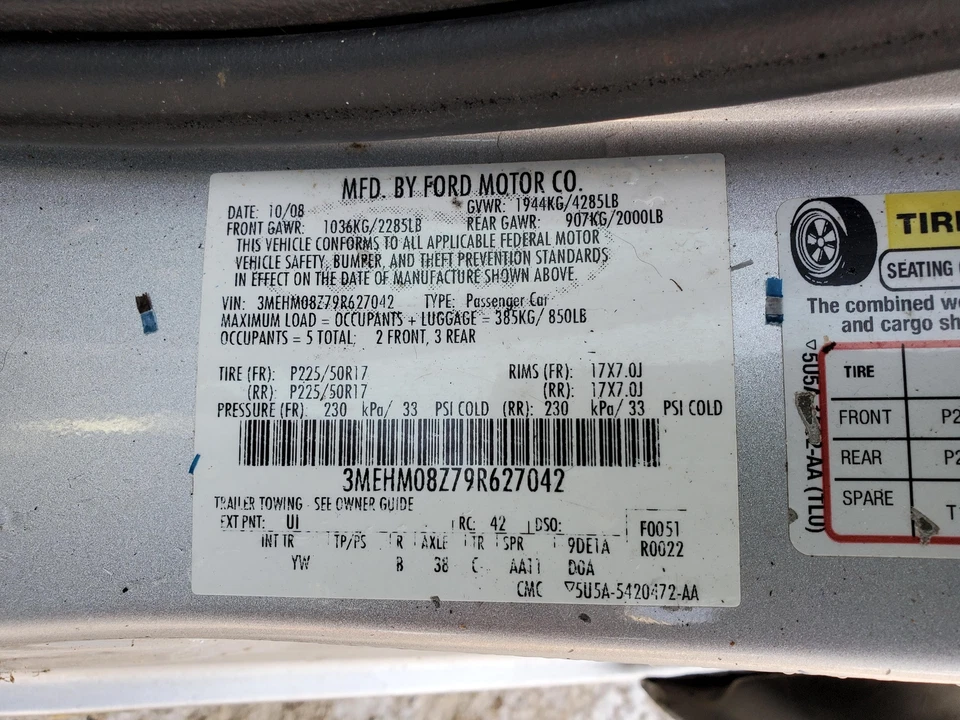 MFD. BY FORD MOTOR CO.
DATE: 10/08 GVWR: 1944KG/4285LB
FRONT GAWR: 1036KG/2285LB REAR GAWR: 907KG/2000LB
THIS VEHICLE CONFORMS TO ALL APPLICABLE FEDERAL MOTOR
VEHICLE SAFETY, BUMPER, AND THEFT PREVENTION STANDARDS
IN EFFECT ON THE DATE OF MANUFACTURE SHOWN ABOVE.
VIN: 3MEHM08Z79R627042 TYPE: Passenger Car
MAXIMUM LOAD = OCCUPANTS + LUGGAGE = 385KG/ 850LB
OCCUPANTS = 5 TOTAL: 2 FRONT, 3 REAR
TIRE (FR): P225/50R17 RIMS (FR): 17X7.0J
(RR): P225/50R17 (RR): 17X7.0J
PRESSURE (FR): 230 kPa/ 33 PSI COLD (RR): 230 kPa/ 33 PSI COLD
3MEHM08Z79R627042
TRAILER TOWING - SEE OWNER GUIDE
EXT PNT: UI RC: 42 DSO: F0051
INT TR TP/PS R AXLE TR SPR 9DE1A R0022
YW B 38 C AA11 DOA
CMC ▽5U5A-5420472-AA
TIRE
SEATING
The combined
and cargo sh
TIRE
FRONT P2
REAR P2
SPARE T
-AA (TL0)